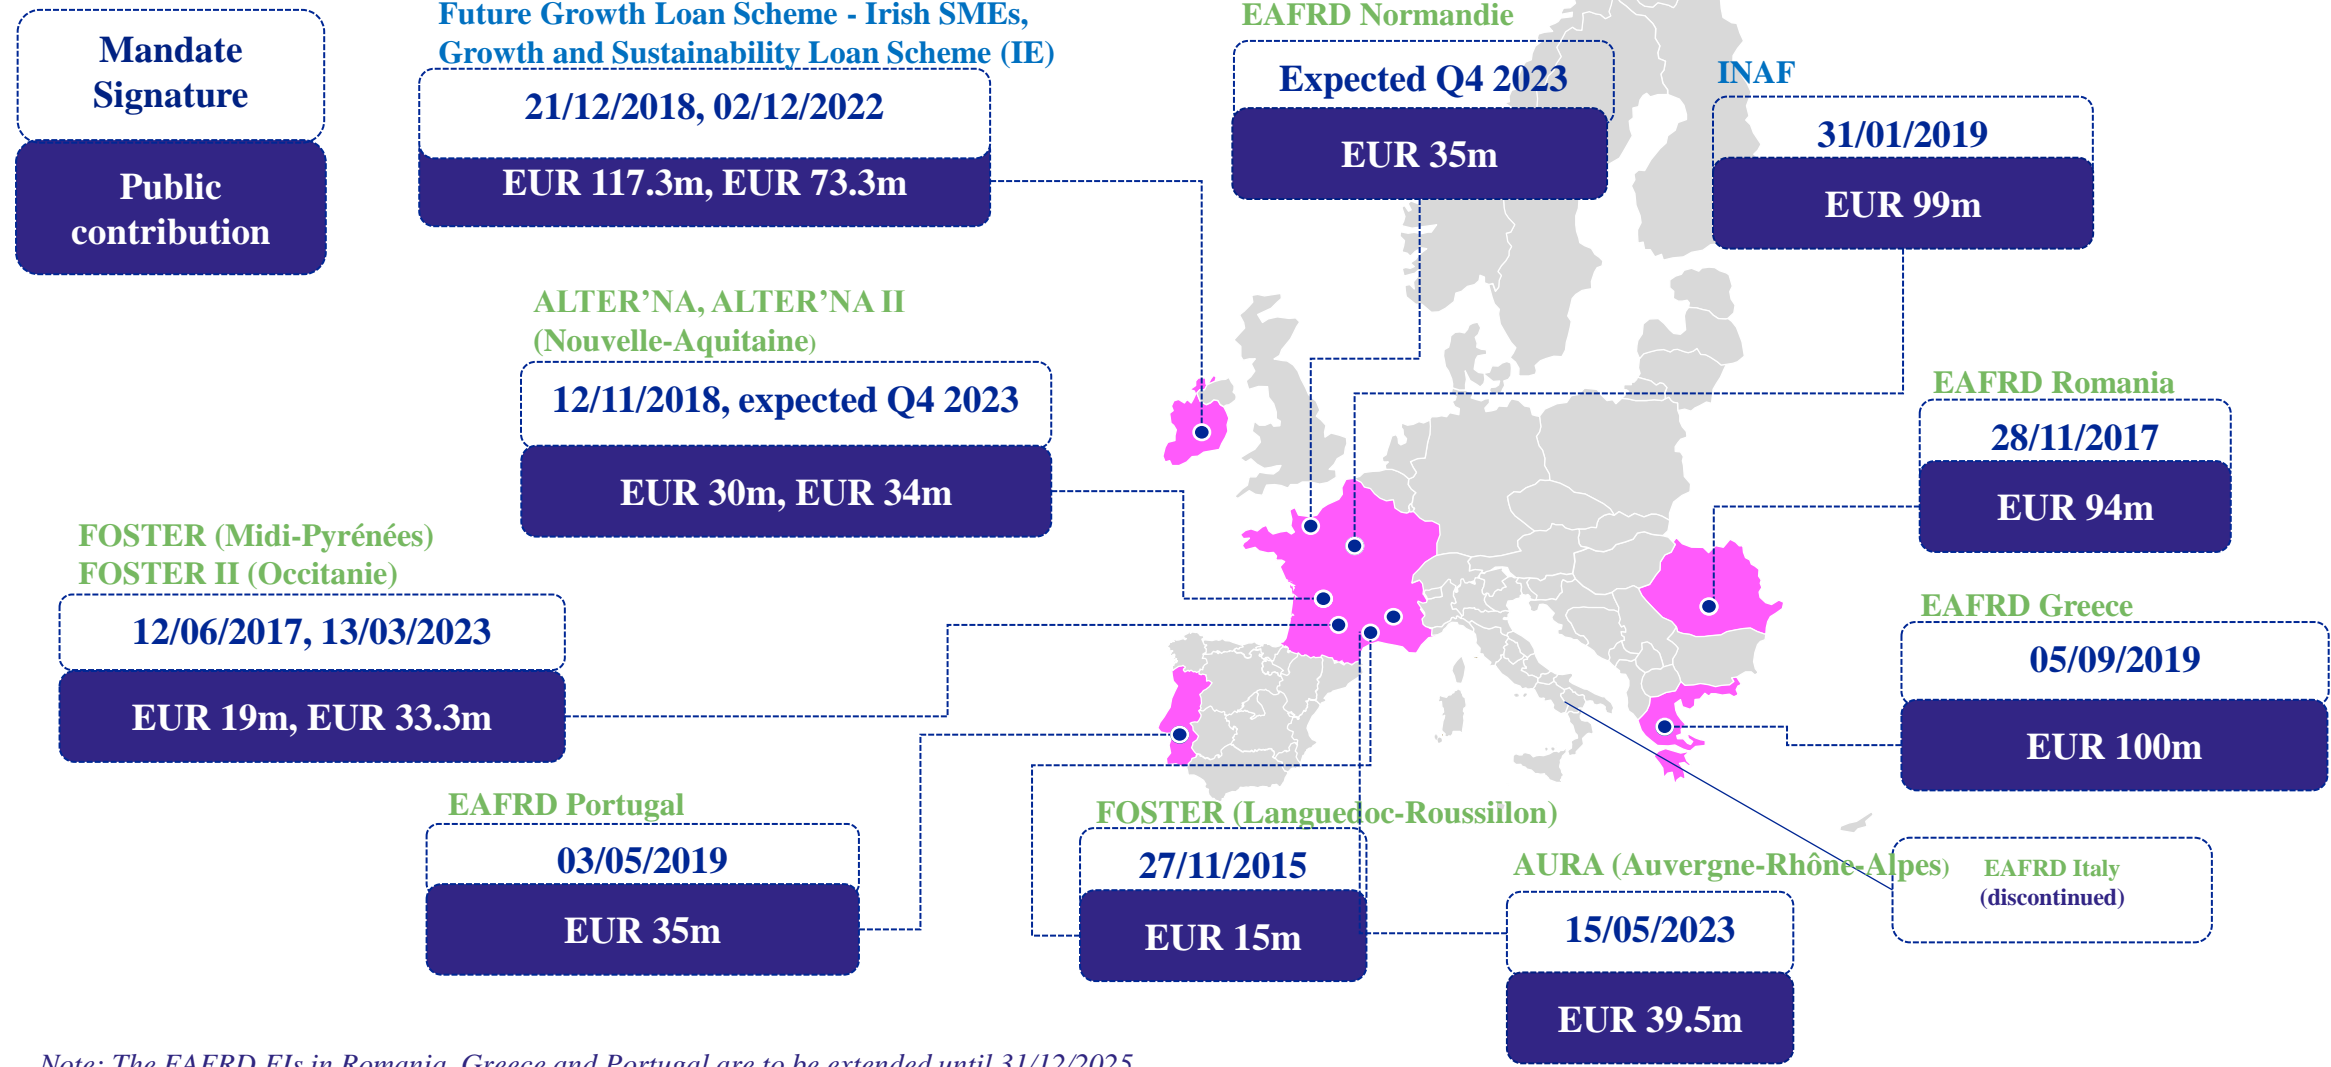 Mandate
Signature
Public
contribution
Future Growth Loan Scheme - Irish SMEs,
Growth and Sustainability Loan Scheme (IE)
21/12/2018, 02/12/2022
EUR 117.3m, EUR 73.3m
EAFRD Normandie
Expected Q4 2023
EUR 35m
INAF
31/01/2019
EUR 99m
ALTER’NA, ALTER’NA II
(Nouvelle-Aquitaine)
12/11/2018, expected Q4 2023
EUR 30m, EUR 34m
EAFRD Romania
28/11/2017
EUR 94m
FOSTER (Midi-Pyrénées)
FOSTER II (Occitanie)
12/06/2017, 13/03/2023
EUR 19m, EUR 33.3m
EAFRD Greece
05/09/2019
EUR 100m
EAFRD Portugal
03/05/2019
EUR 35m
FOSTER (Languedoc-Roussillon)
27/11/2015
EUR 15m
AURA (Auvergne-Rhône-Alpes)
15/05/2023
EUR 39.5m
EAFRD Italy
(discontinued)
Note: The EAFRD FIs in Romania, Greece and Portugal are to be extended until 31/12/2025